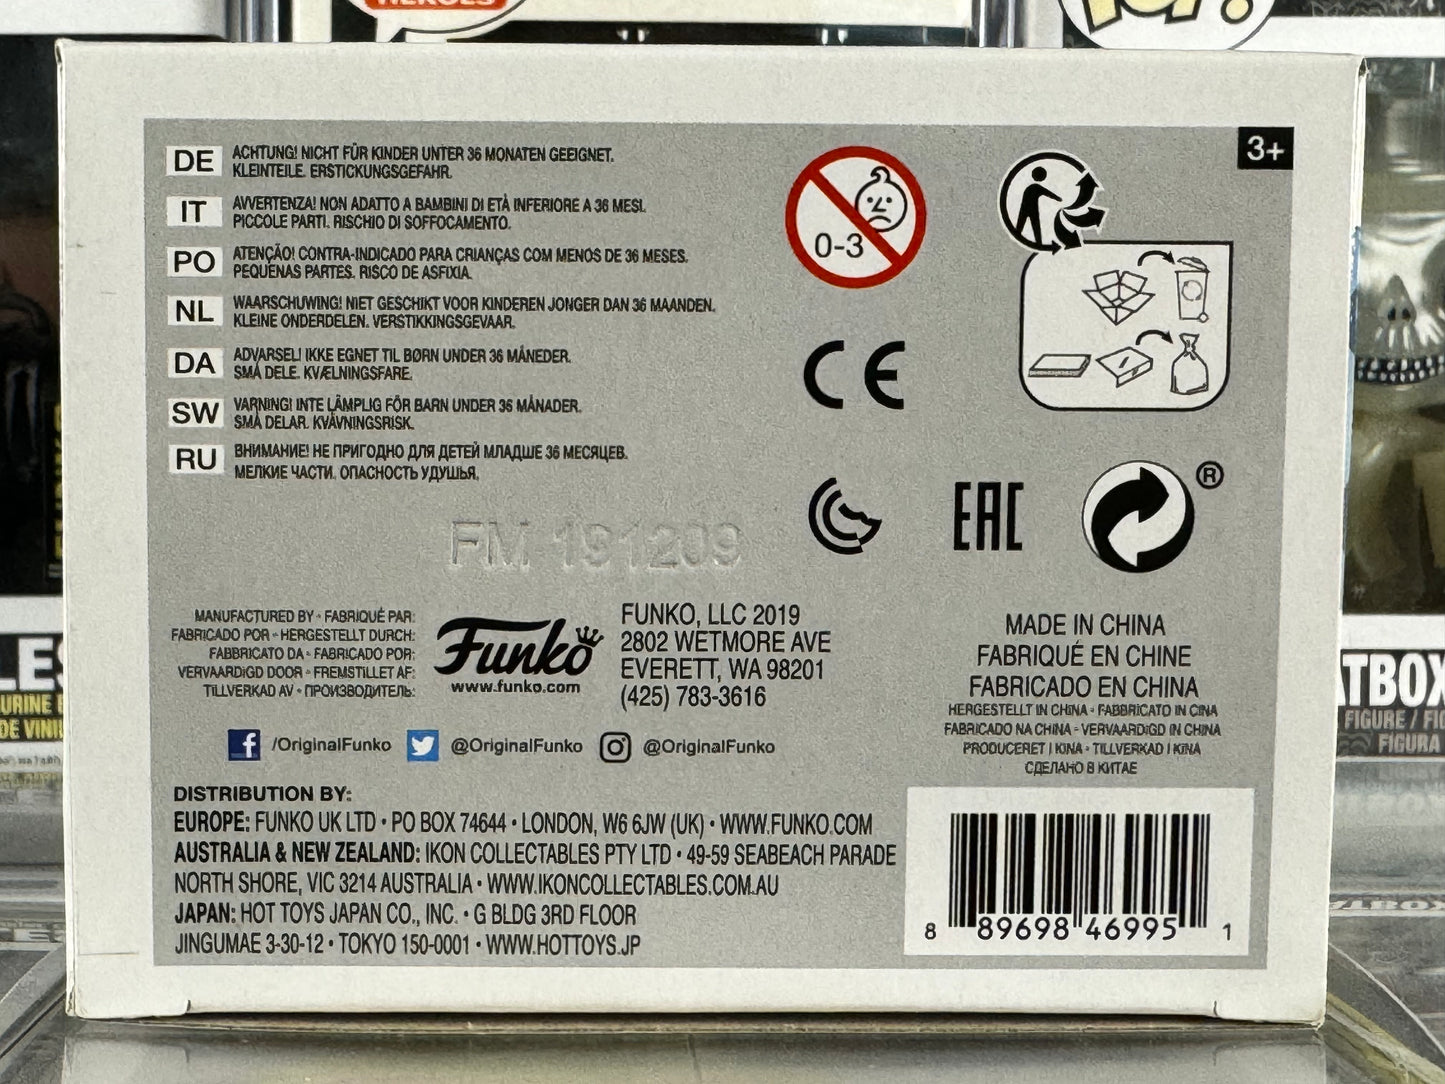 HEROES
POP!
3+
DE ACHTUNG! NICHT FÜR KINDER UNTER 36 MONATEN GEEIGNET.
KLEINTEILE. ERSTICKUNGSGEFAHR.
IT AVVERTENZA! NON ADATTO A BAMBINI DI ETÀ INFERIORE A 36 MESI.
PICCOLE PARTI. RISCHIO DI SOFFOCAMENTO.
PO ATENÇÃO! CONTRA-INDICADO PARA CRIANÇAS COM MENOS DE 36 MESES.
PEQUENAS PARTES. RISCO DE ASFIXIA.
NL WAARSCHUWING! NIET GESCHIKT VOOR KINDEREN JONGER DAN 36 MAANDEN.
KLEINE ONDERDELEN. VERSTIKKINGSGEVAAR.
DA ADVARSEL! IKKE EGNET TIL BØRN UNDER 36 MÅNEDER.
SMÅ DELE. KVÆLNINGSFARE.
SW VARNING! INTE LÄMPLIG FÖR BARN UNDER 36 MÅNADER.
SMÅ DELAR. KVÄVNINGSRISK.
RU ВНИМАНИЕ! НЕ ПРИГОДНО ДЛЯ ДЕТЕЙ МЛАДШЕ 36 МЕСЯЦЕВ.
МЕЛКИЕ ЧАСТИ. ОПАСНОСТЬ УДУШЬЯ.
0-3
CE
EAC
®
FM 191209
MANUFACTURED BY • FABRIQUÉ PAR:
FABRICADO POR • HERGESTELLT DURCH:
FABBRICATO DA • FABRICADO POR:
VERVAARDIGD DOOR • FREMSTILLET AF:
TILLVERKAD AV • ПРОИЗВОДИТЕЛЬ:
Funko
www.funko.com
FUNKO, LLC 2019
2802 WETMORE AVE
EVERETT, WA 98201
(425) 783-3616
MADE IN CHINA
FABRIQUÉ EN CHINE
FABRICADO EN CHINA
HERGESTELLT IN CHINA • FABBRICATO IN CINA
FABRICADO NA CHINA • VERVAARDIGD IN CHINA
PRODUCERET I KINA • TILLVERKAD I KINA
СДЕЛАНО В КИТАЕ
/OriginalFunko @OriginalFunko @OriginalFunko
DISTRIBUTION BY:
EUROPE: FUNKO UK LTD • PO BOX 74644 • LONDON, W6 6JW (UK) • WWW.FUNKO.COM
AUSTRALIA & NEW ZEALAND: IKON COLLECTABLES PTY LTD • 49-59 SEABEACH PARADE
NORTH SHORE, VIC 3214 AUSTRALIA • WWW.IKONCOLLECTABLES.COM.AU
JAPAN: HOT TOYS JAPAN CO., INC. • G BLDG 3RD FLOOR
JINGUMAE 3-30-12 • TOKYO 150-0001 • WWW.HOTTOYS.JP
8 89698 46995 1
LES
URINE
DE VINI
ATBOX
FIGURE / FIG
FIGURA